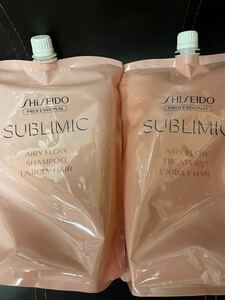 SHISEIDO
PROFESSIONAL
SUBLIMIC
AIRY FLOW
SHAMPOO
UNRULY HAIR
SHISEIDO
PROFESSIONAL
SUBLIMIC
AIRY FLOW
TREATMENT
UNRULY HAIR